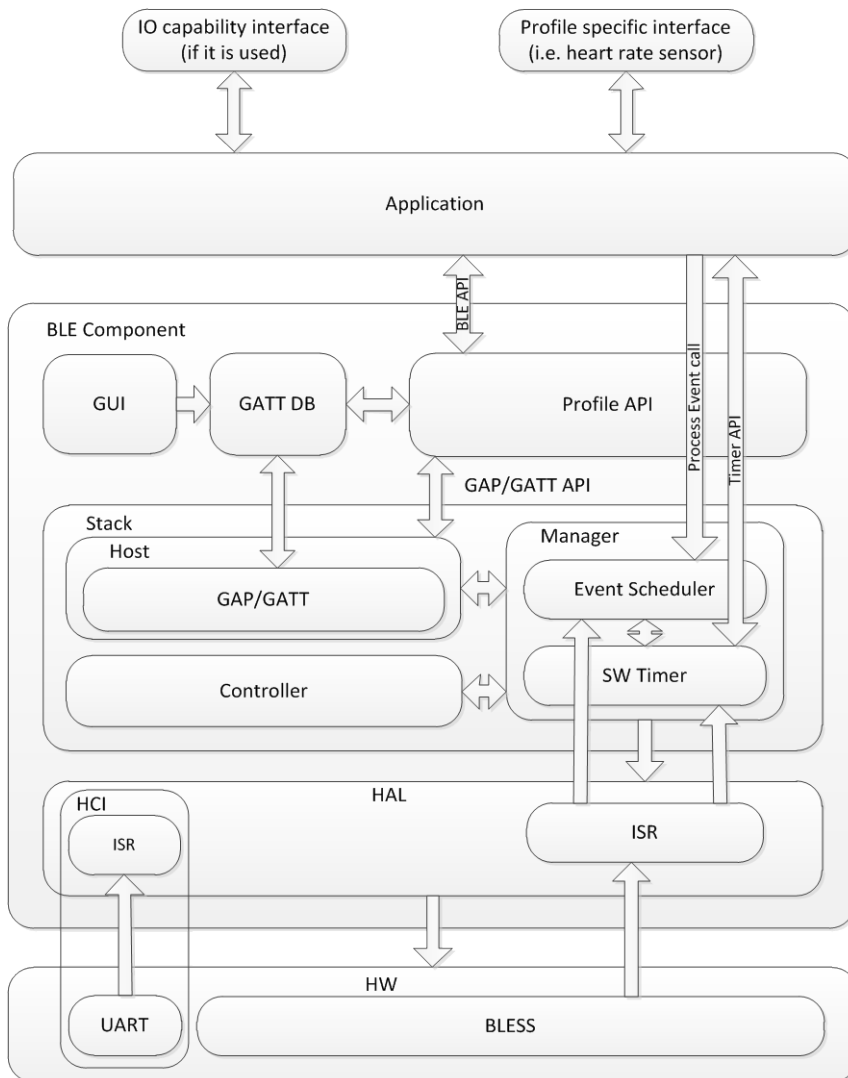 IO capability interface
(if it is used)
Profile specific interface
(i.e. heart rate sensor)
Application
BLE API
Process Event call
Timer API
BLE Component
GUI
GATT DB
Profile API
GAP/GATT API
Stack
Host
GAP/GATT
Manager
Event Scheduler
Controller
SW Timer
HAL
HCI
ISR
ISR
HW
UART
BLESS